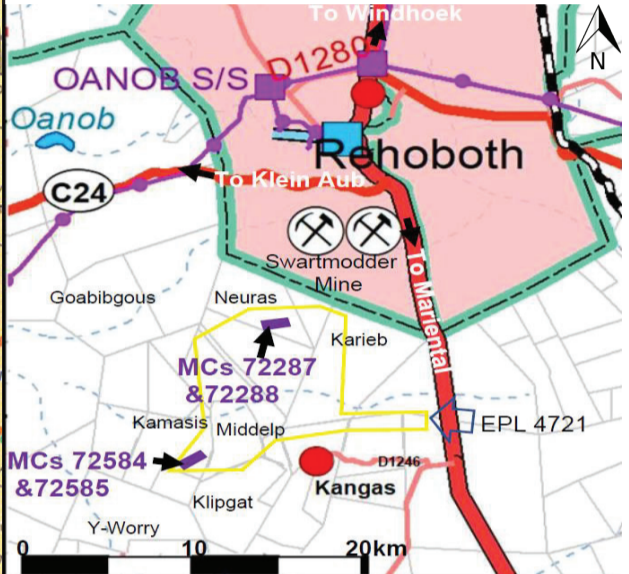 To Windhoek
N
D1280
OANOB S/S
Oanob
Rehoboth
To Klein Aub
C24
Swartmodder
Mine
To Mariental
Goabibgous
Neuras
Karieb
MCs 72287
&72288
Kamasis
Middelp
EPL 4721
MCs 72584
&72585
D1246
Kangas
Klipgat
Y-Worry
0 10 20km